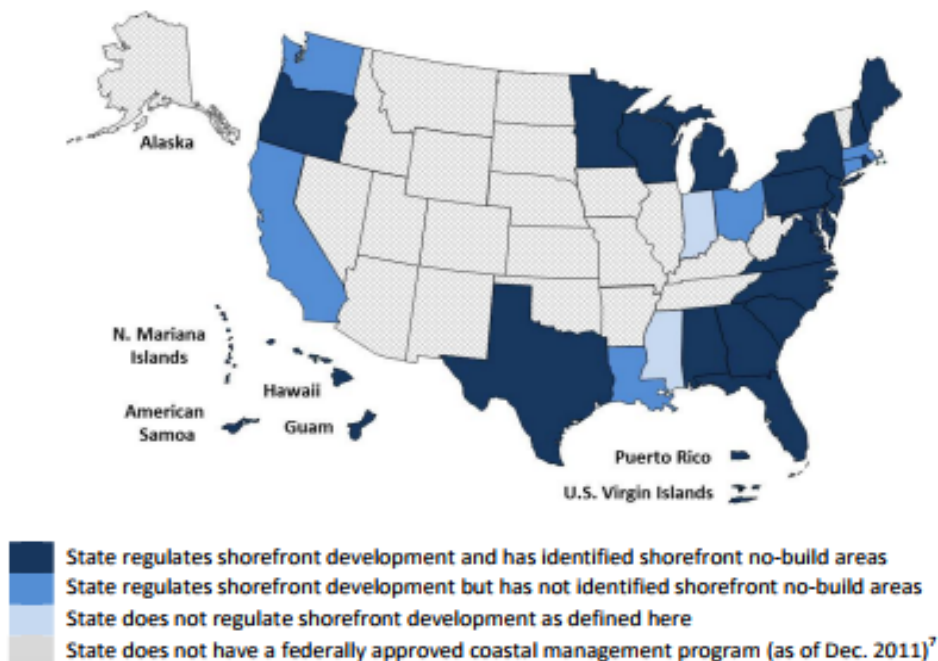 Alaska
N. Mariana
Islands
Hawaii
American
Samoa
Guam
Puerto Rico
U.S. Virgin Islands
State regulates shorefront development and has identified shorefront no-build areas
State regulates shorefront development but has not identified shorefront no-build areas
State does not regulate shorefront development as defined here
State does not have a federally approved coastal management program (as of Dec. 2011)⁷